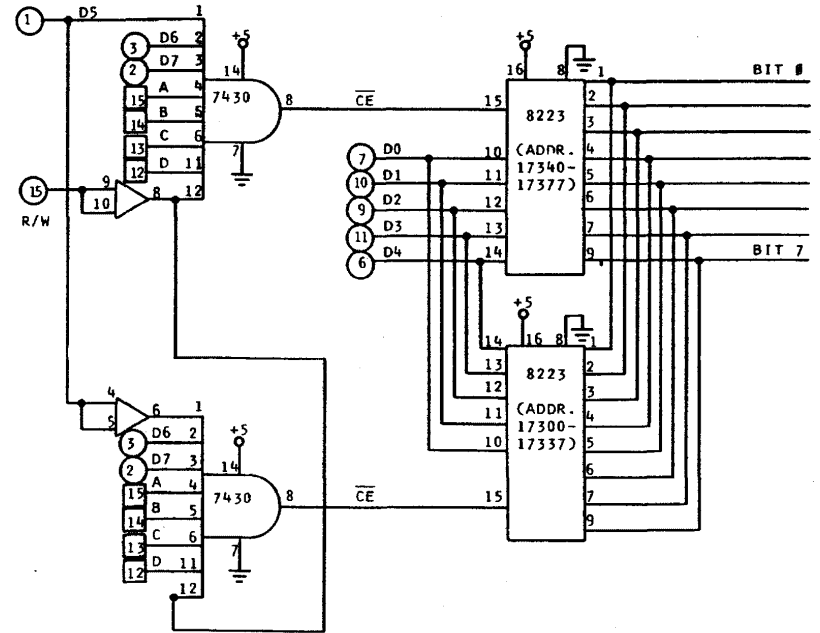 1 D5 1
3 D6 2
2 D7 3
15 A 4
14 B 5
13 C 6
12 D 11
12
+5
14
7430
8 CE
7
15 9 8
10
R/W
+5
16 8 1 BIT 0
15 2
8223 3
(ADDR. 4
17340- 5
17377) 6
7
9 BIT 7
7 D0 10
10 D1 11
9 D2 12
11 D3 13
6 D4 14
+5
16 8 1
14 2
13 8223 3
12 (ADDR. 4
11 17300- 5
10 17337) 6
15 7
9
4 6 1
5
3 D6 2
2 D7 3
15 A 4
14 B 5
13 C 6
12 D 11
12
+5
14
7430
8 CE
7